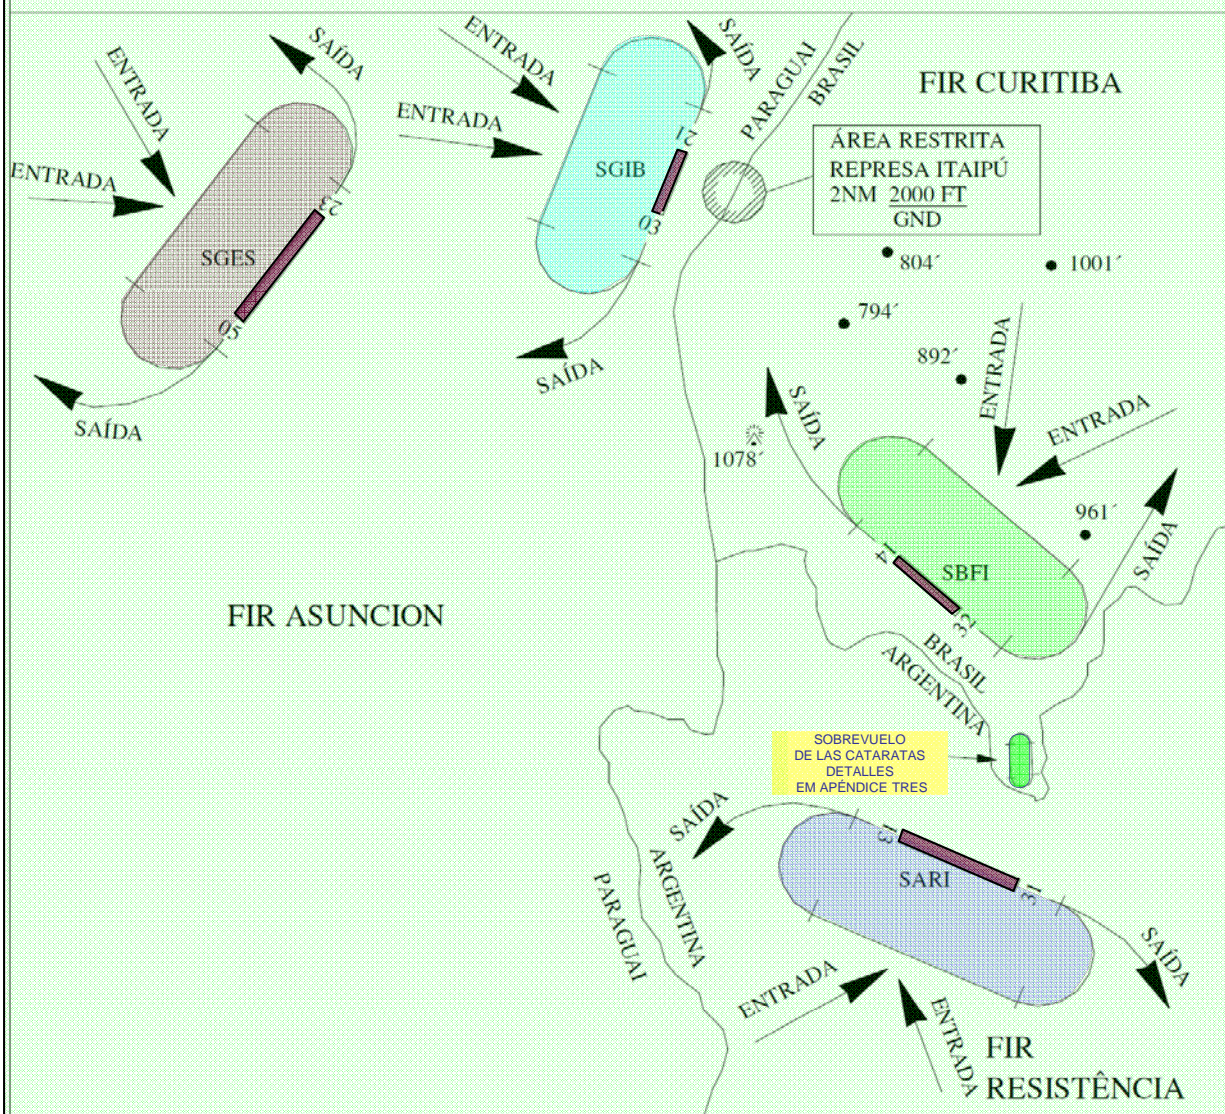 ENTRADA
SAÍDA
ENTRADA
SGES
23
05
SAÍDA
ENTRADA
SAÍDA
ENTRADA
SGIB
21
03
SAÍDA
PARAGUAI
BRASIL
FIR CURITIBA
ÁREA RESTRITA
REPRESA ITAIPÚ
2NM 2000 FT
GND
804´
1001´
794´
892´
ENTRADA
ENTRADA
SAÍDA
1078´
961´
SAÍDA
14
SBFI
32
FIR ASUNCION
BRASIL
ARGENTINA
SOBREVUELO
DE LAS CATARATAS
DETALLES
EM APÉNDICE TRES
SAÍDA
13
SARI
31
SAÍDA
ARGENTINA
PARAGUAI
ENTRADA
ENTRADA
FIR
RESISTÊNCIA